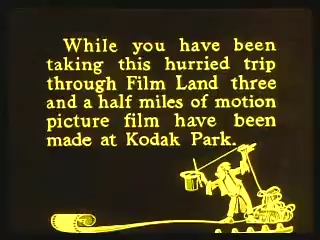 While you have been
taking this hurried trip
through Film Land three
and a half miles of motion
picture film have been
made at Kodak Park.